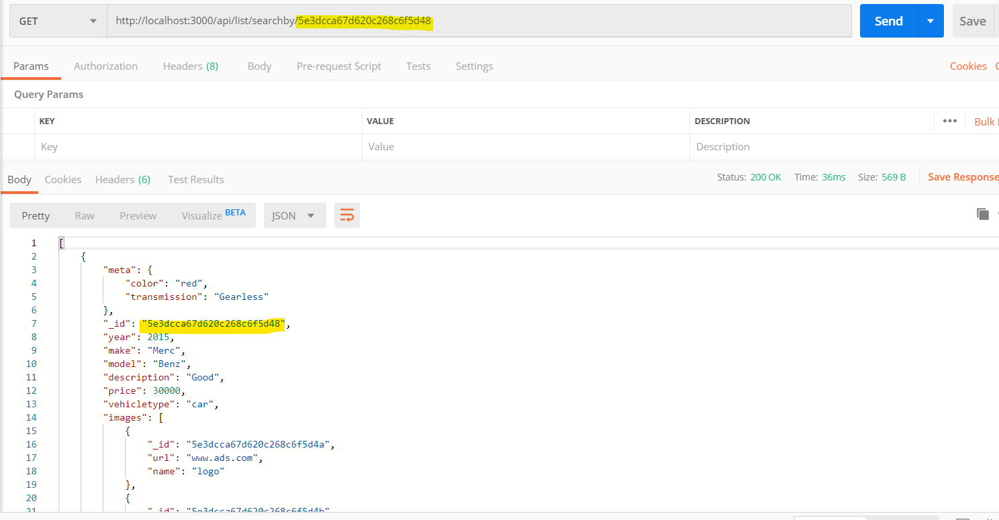 GET http://localhost:3000/api/list/searchby/5e3dcca67d620c268c6f5d48 Send Save
Params Authorization Headers (8) Body Pre-request Script Tests Settings Cookies
Query Params
KEY VALUE DESCRIPTION ••• Bulk
Key Value Description
Body Cookies Headers (6) Test Results Status: 200 OK Time: 36ms Size: 569 B Save Response
Pretty Raw Preview Visualize BETA JSON
1 [
2 {
3 "meta": {
4 "color": "red",
5 "transmission": "Gearless"
6 },
7 "_id": "5e3dcca67d620c268c6f5d48",
8 "year": 2015,
9 "make": "Merc",
10 "model": "Benz",
11 "description": "Good",
12 "price": 30000,
13 "vehicletype": "car",
14 "images": [
15 {
16 "_id": "5e3dcca67d620c268c6f5d4a",
17 "url": "www.ads.com",
18 "name": "logo"
19 },
20 {
21 "_id": "5e3dcca67d620c268c6f5d4b"